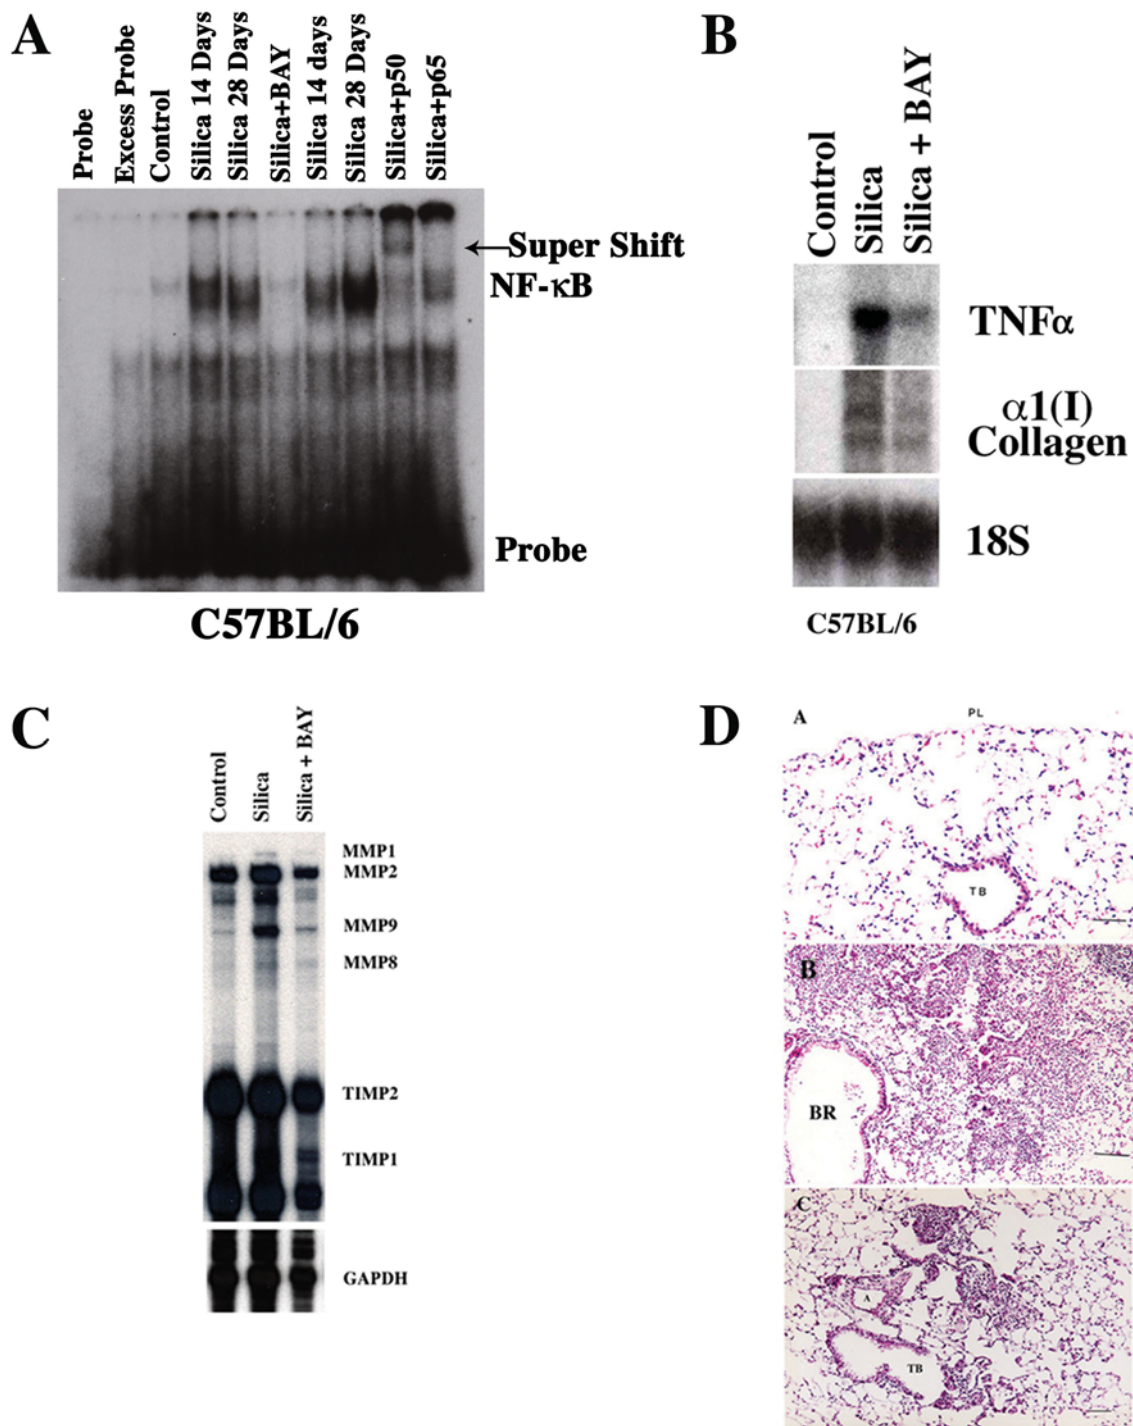 A
Probe
Excess Probe
Control
Silica 14 Days
Silica 28 Days
Silica+BAY
Silica 14 days
Silica 28 Days
Silica+p50
Silica+p65
Super Shift
NF-κB
Probe
C57BL/6
B
Control
Silica
Silica + BAY
TNFα
α1(I)
Collagen
18S
C57BL/6
C
Control
Silica
Silica + BAY
MMP1
MMP2
MMP9
MMP8
TIMP2
TIMP1
GAPDH
D
A
PL
TB
B
BR
C
A
TB